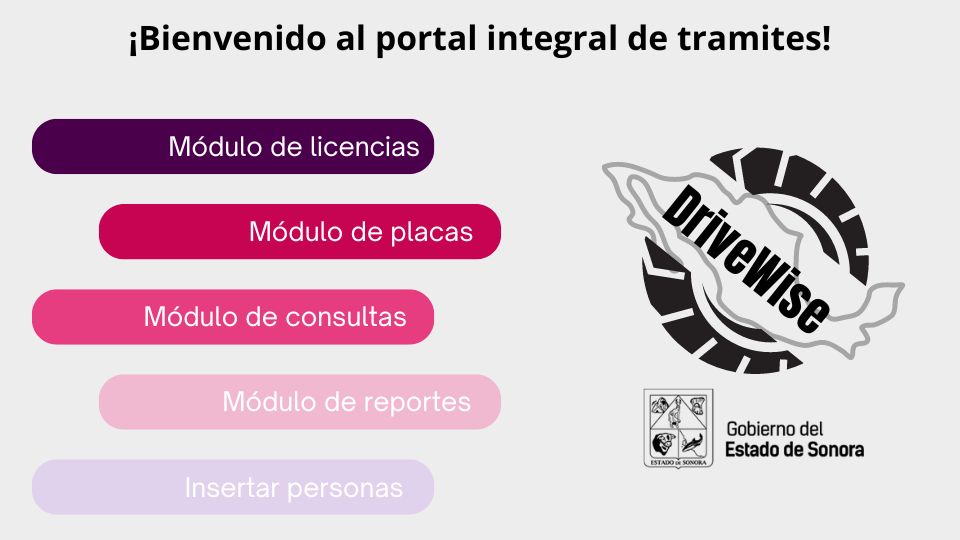 ¡Bienvenido al portal integral de tramites!
Módulo de licencias
Módulo de placas
Módulo de consultas
Módulo de reportes
Insertar personas
DriveWise
ESTADO DE SONORA
Gobierno del
Estado de Sonora